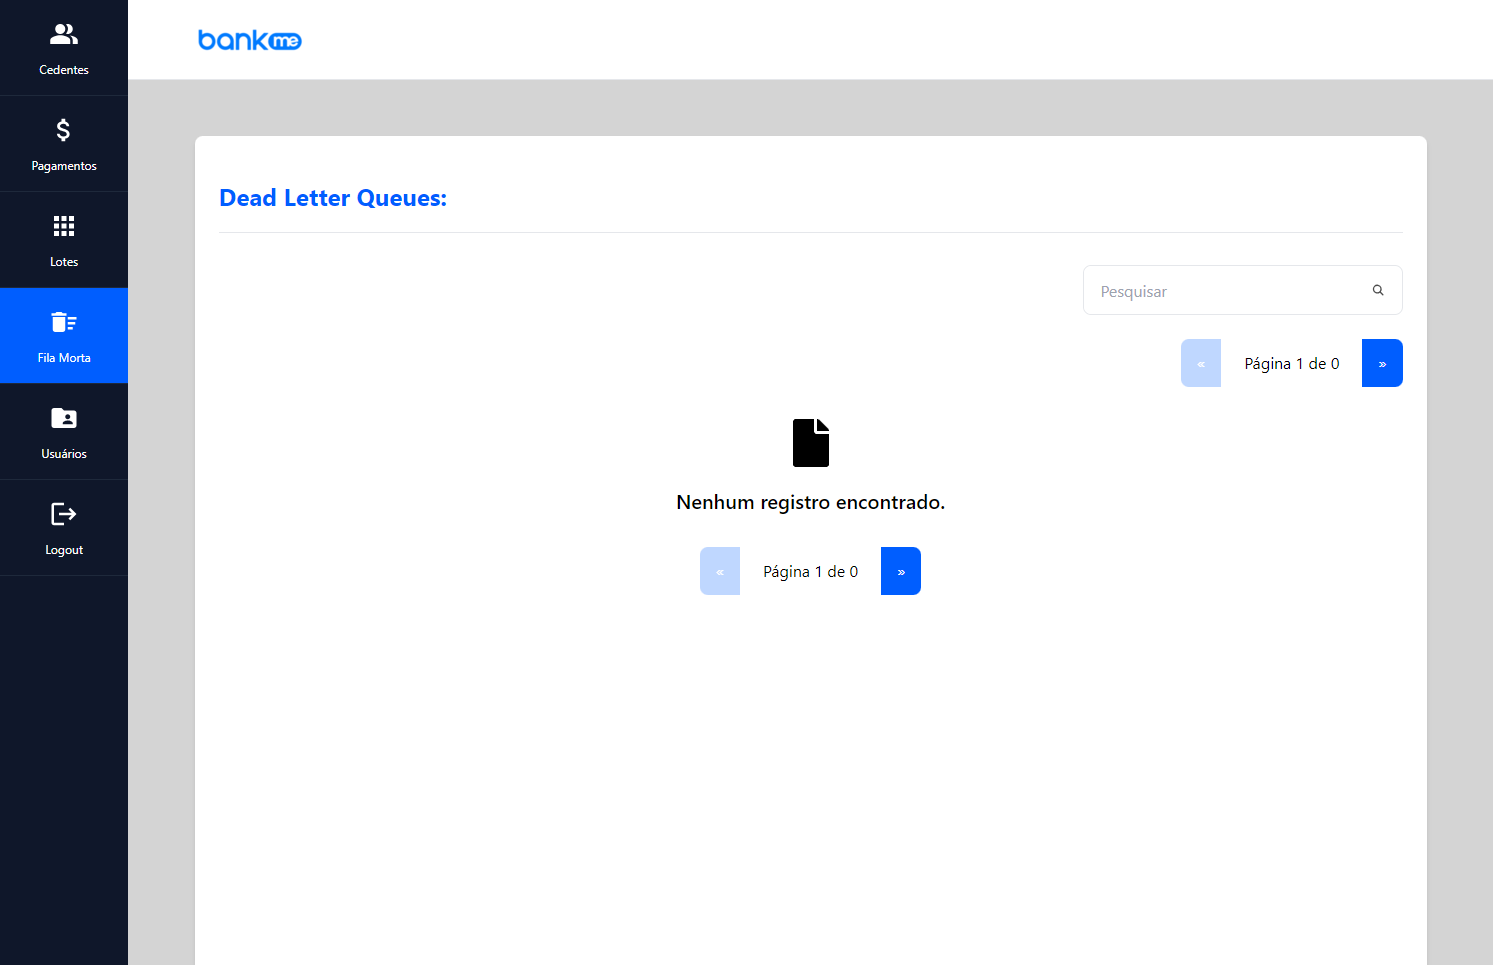 Cedentes
Pagamentos
Lotes
Fila Morta
Usuários
Logout
bankme
Dead Letter Queues:
Pesquisar
« Página 1 de 0 »
Nenhum registro encontrado.
« Página 1 de 0 »